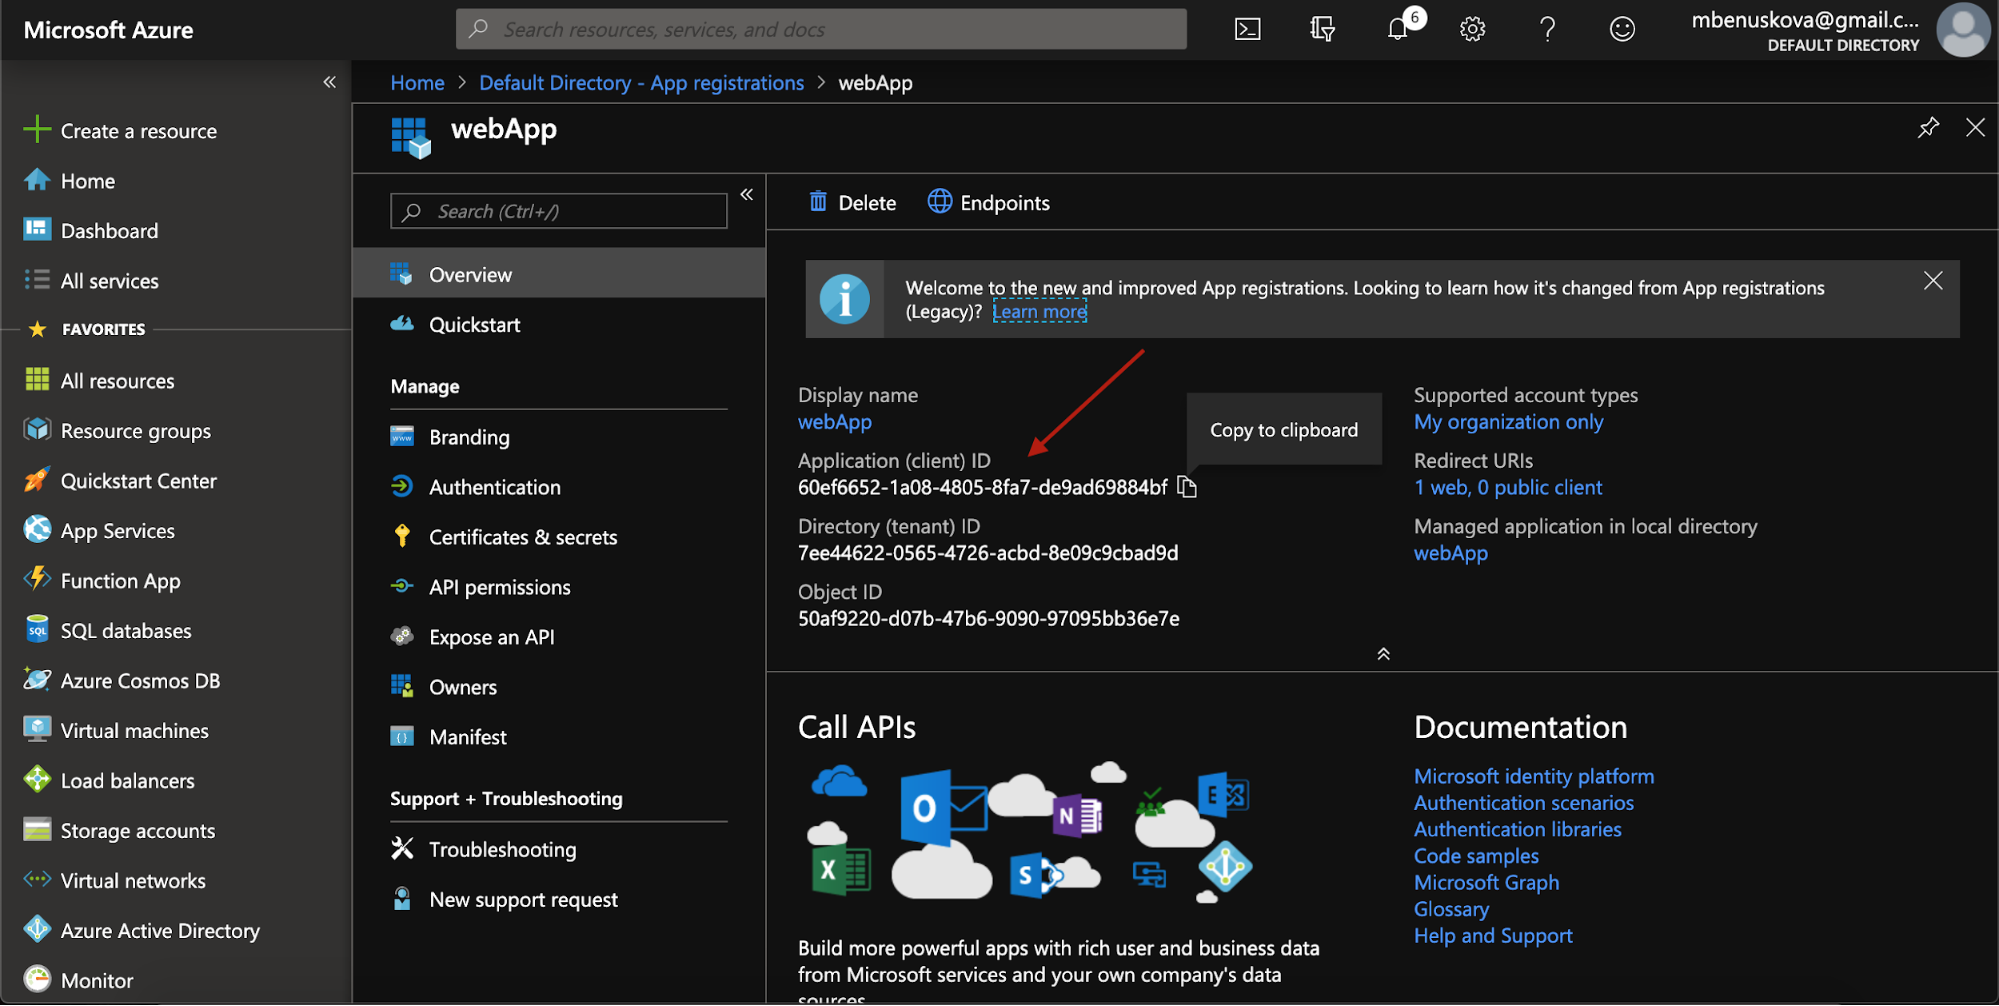 Microsoft Azure
Search resources, services, and docs
6
mbenuskova@gmail.c...
DEFAULT DIRECTORY
Create a resource
Home
Dashboard
All services
FAVORITES
All resources
Resource groups
Quickstart Center
App Services
Function App
SQL databases
Azure Cosmos DB
Virtual machines
Load balancers
Storage accounts
Virtual networks
Azure Active Directory
Monitor
Home > Default Directory - App registrations > webApp
webApp
Search (Ctrl+/)
Overview
Quickstart
Manage
Branding
Authentication
Certificates & secrets
API permissions
Expose an API
Owners
Manifest
Support + Troubleshooting
Troubleshooting
New support request
Delete
Endpoints
Welcome to the new and improved App registrations. Looking to learn how it's changed from App registrations
(Legacy)? Learn more
Display name
webApp
Application (client) ID
60ef6652-1a08-4805-8fa7-de9ad69884bf
Copy to clipboard
Directory (tenant) ID
7ee44622-0565-4726-acbd-8e09c9cbad9d
Object ID
50af9220-d07b-47b6-9090-97095bb36e7e
Supported account types
My organization only
Redirect URIs
1 web, 0 public client
Managed application in local directory
webApp
Call APIs
Build more powerful apps with rich user and business data
from Microsoft services and your own company's data
sources.
Documentation
Microsoft identity platform
Authentication scenarios
Authentication libraries
Code samples
Microsoft Graph
Glossary
Help and Support